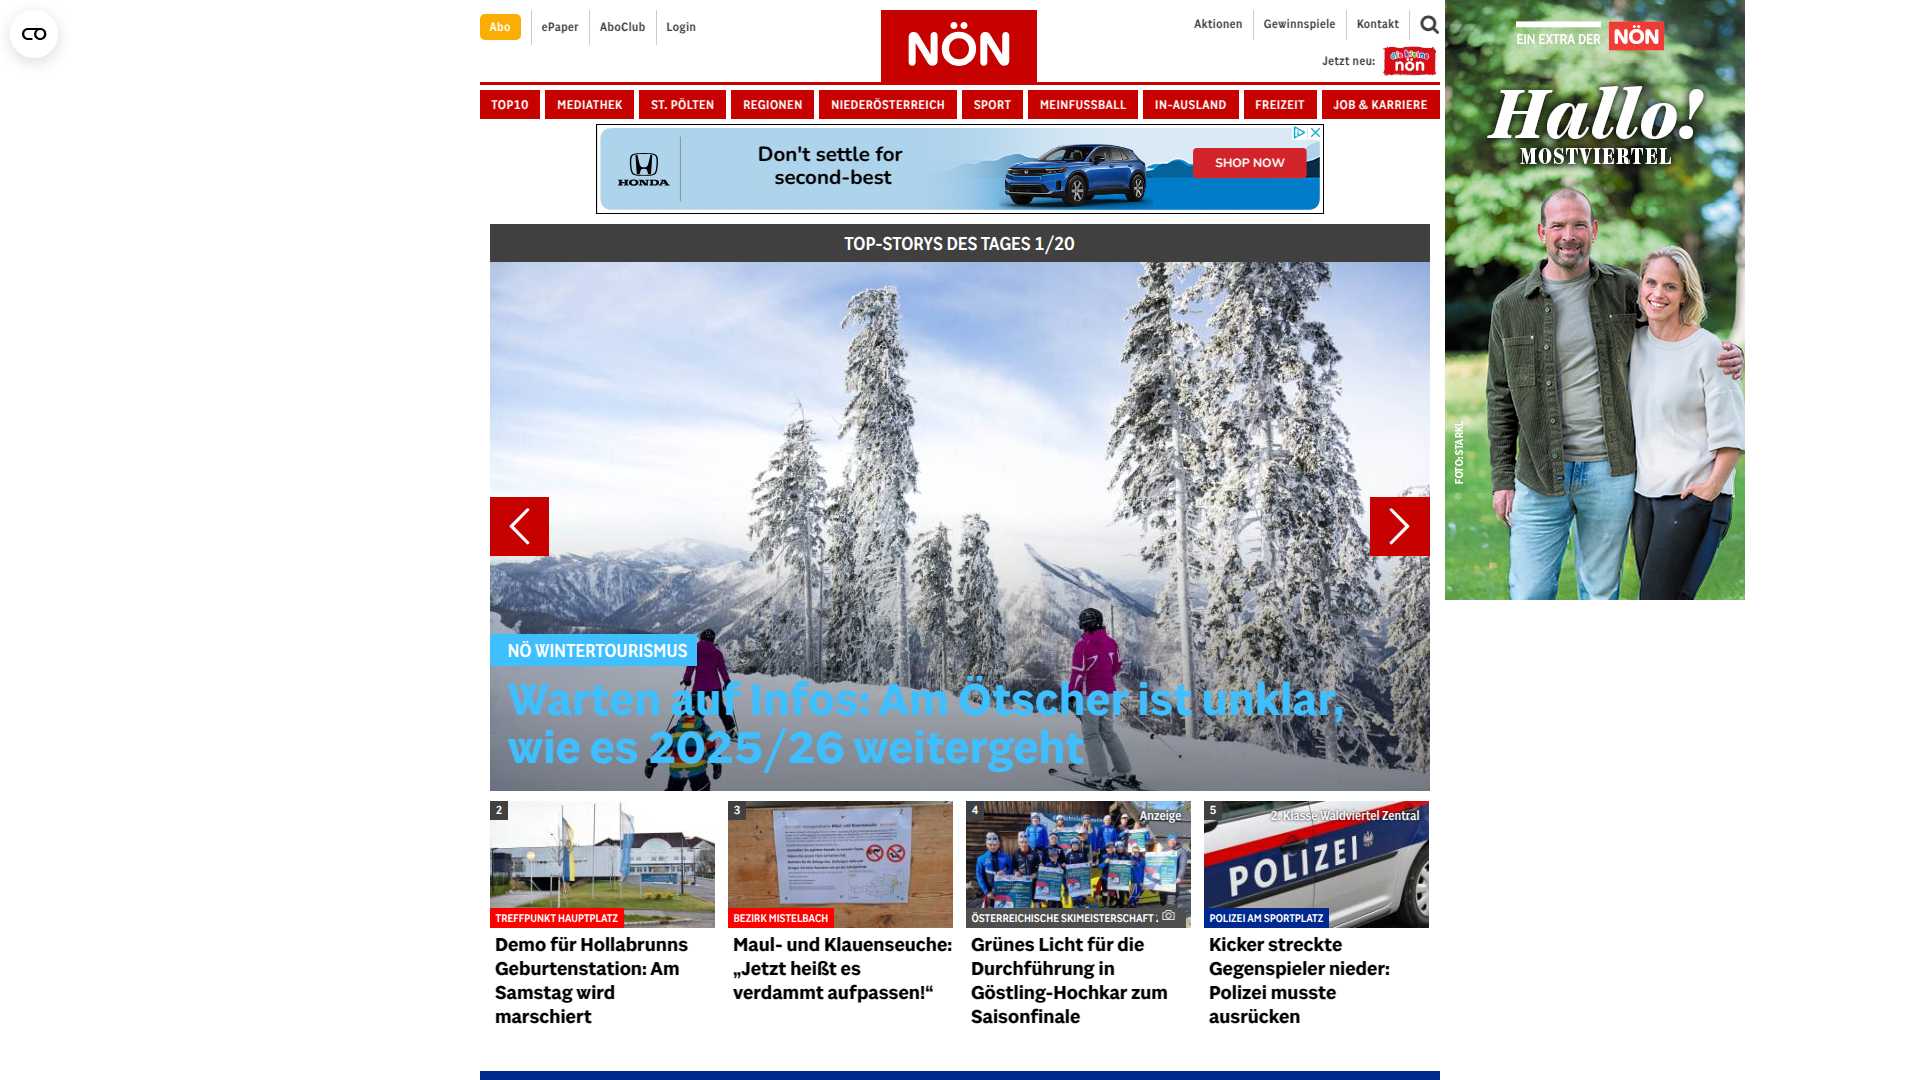 Abo
ePaper
AboClub
Login
NÖN
Aktionen
Gewinnspiele
Kontakt
Jetzt neu:
die kleine
nön
TOP10
MEDIATHEK
ST. PÖLTEN
REGIONEN
NIEDERÖSTERREICH
SPORT
MEINFUSSBALL
IN-AUSLAND
FREIZEIT
JOB & KARRIERE
HONDA
Don't settle for
second-best
SHOP NOW
EIN EXTRA DER NÖN
Hallo!
MOSTVIERTEL
FOTO: STARKL
TOP-STORYS DES TAGES 1/20
NÖ WINTERTOURISMUS
Warten auf Infos: Am Ötscher ist unklar,
wie es 2025/26 weitergeht
2
TREFFPUNKT HAUPTPLATZ
Demo für Hollabrunns
Geburtenstation: Am
Samstag wird
marschiert
3
BEZIRK MISTELBACH
Maul- und Klauenseuche:
„Jetzt heißt es
verdammt aufpassen!“
4
Anzeige
ÖSTERREICHISCHE SKIMEISTERSCHAFT
Grünes Licht für die
Durchführung in
Göstling-Hochkar zum
Saisonfinale
5
2. Klasse Waldviertel Zentral
POLIZEI
POLIZEI AM SPORTPLATZ
Kicker streckte
Gegenspieler nieder:
Polizei musste
ausrücken